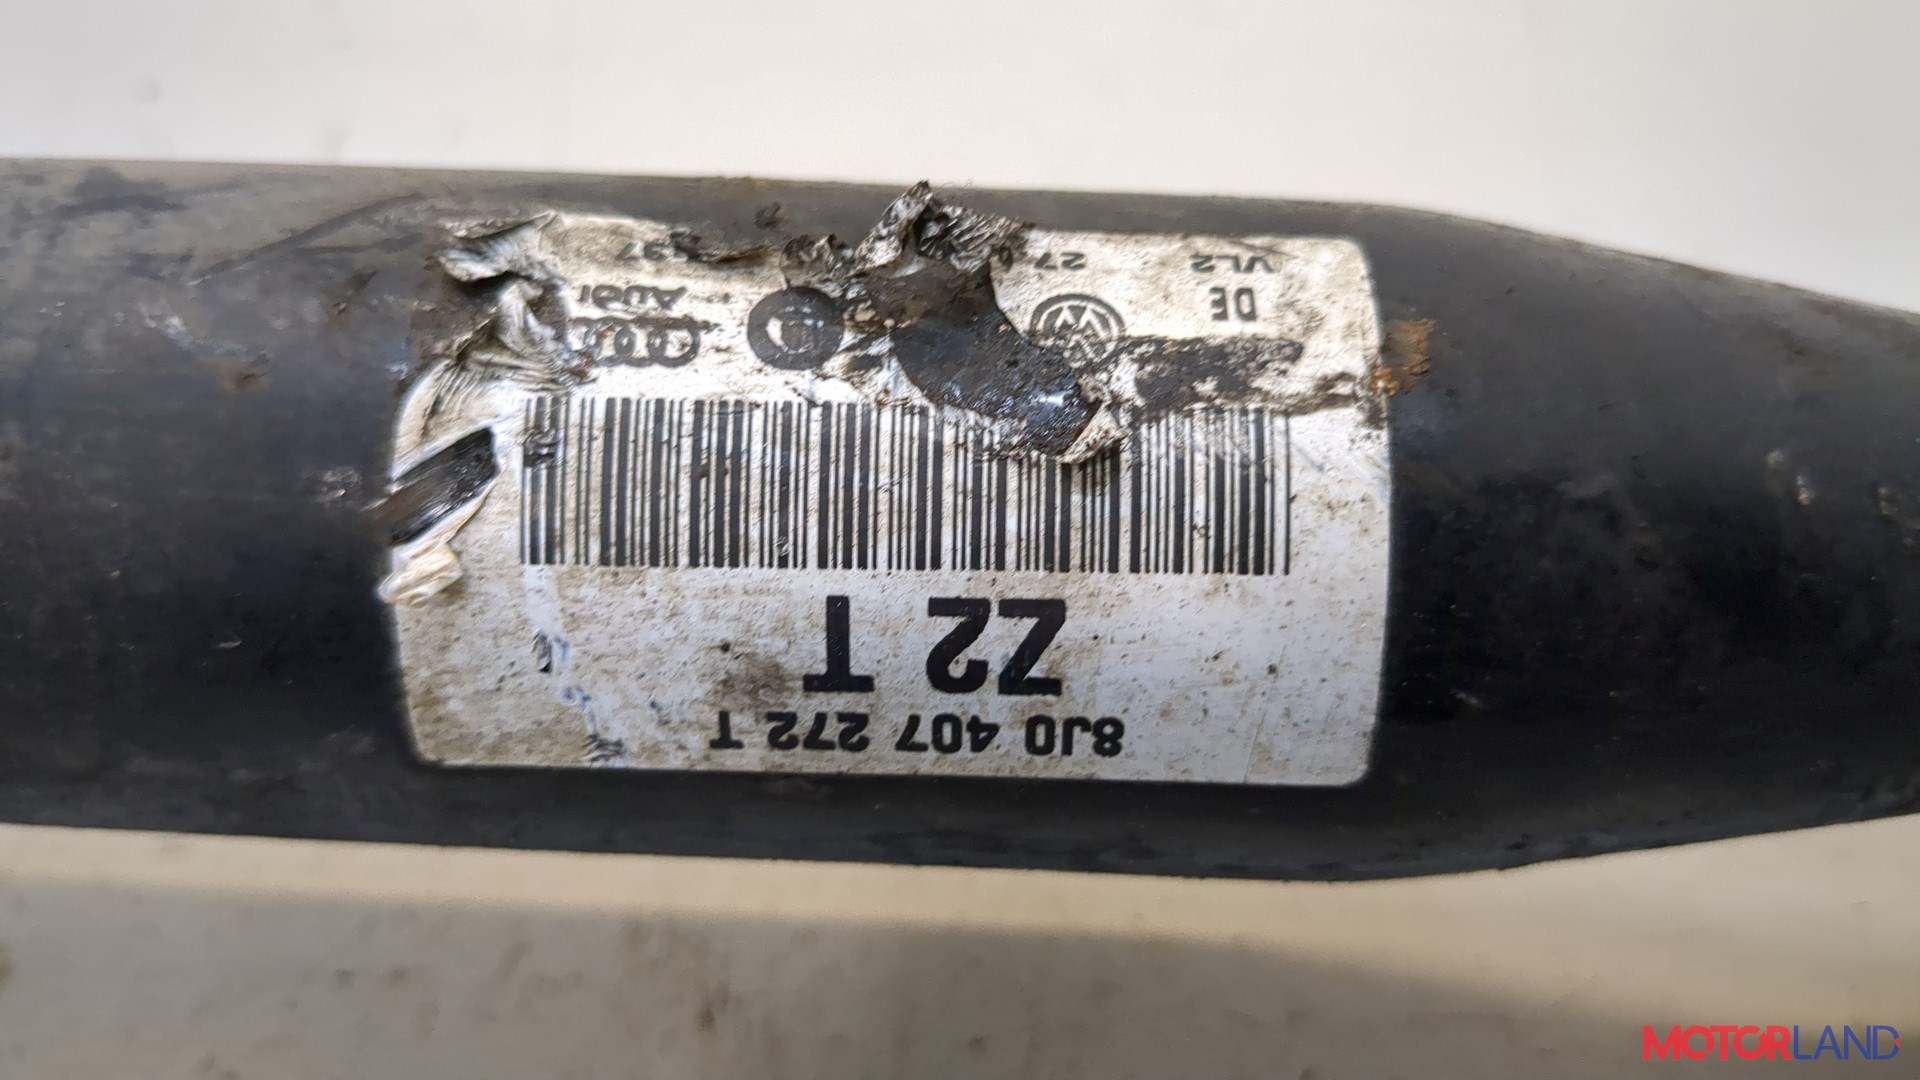 8J0 407 272 T
Z2 T
DE
Audi
VL2
MOTORLAND